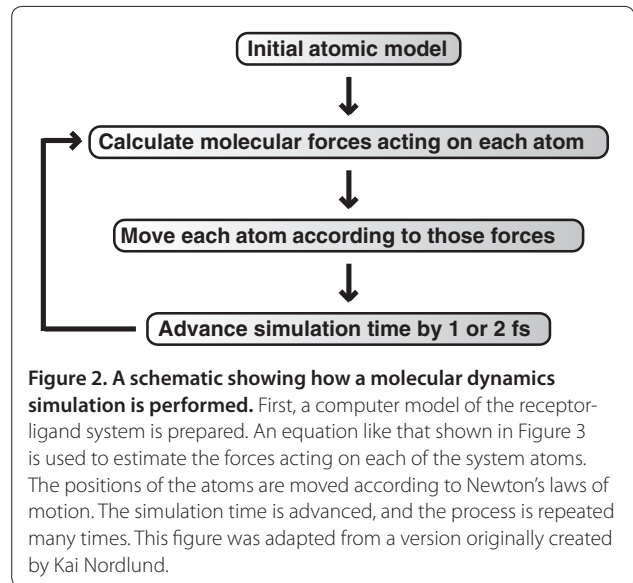 Initial atomic model
Calculate molecular forces acting on each atom
Move each atom according to those forces
Advance simulation time by 1 or 2 fs
Figure 2. A schematic showing how a molecular dynamics
simulation is performed. First, a computer model of the receptor-
ligand system is prepared. An equation like that shown in Figure 3
is used to estimate the forces acting on each of the system atoms.
The positions of the atoms are moved according to Newton’s laws of
motion. The simulation time is advanced, and the process is repeated
many times. This figure was adapted from a version originally created
by Kai Nordlund.